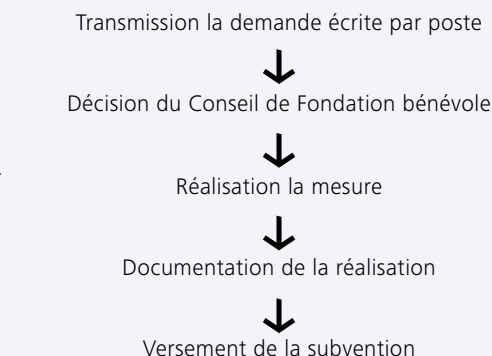 Transmission la demande écrite par poste
Décision du Conseil de Fondation bénévole
Réalisation la mesure
Documentation de la réalisation
Versement de la subvention